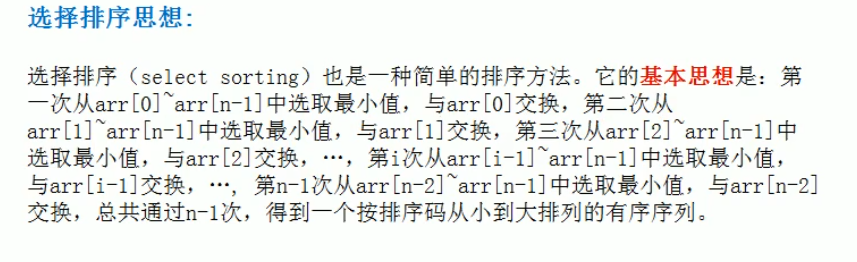 选择排序思想:
选择排序（select sorting）也是一种简单的排序方法。它的基本思想是：第
一次从arr[0]~arr[n-1]中选取最小值，与arr[0]交换，第二次从
arr[1]~arr[n-1]中选取最小值，与arr[1]交换，第三次从arr[2]~arr[n-1]中
选取最小值，与arr[2]交换，…，第i次从arr[i-1]~arr[n-1]中选取最小值，
与arr[i-1]交换，…, 第n-1次从arr[n-2]~arr[n-1]中选取最小值，与arr[n-2]
交换，总共通过n-1次，得到一个按排序码从小到大排列的有序序列。